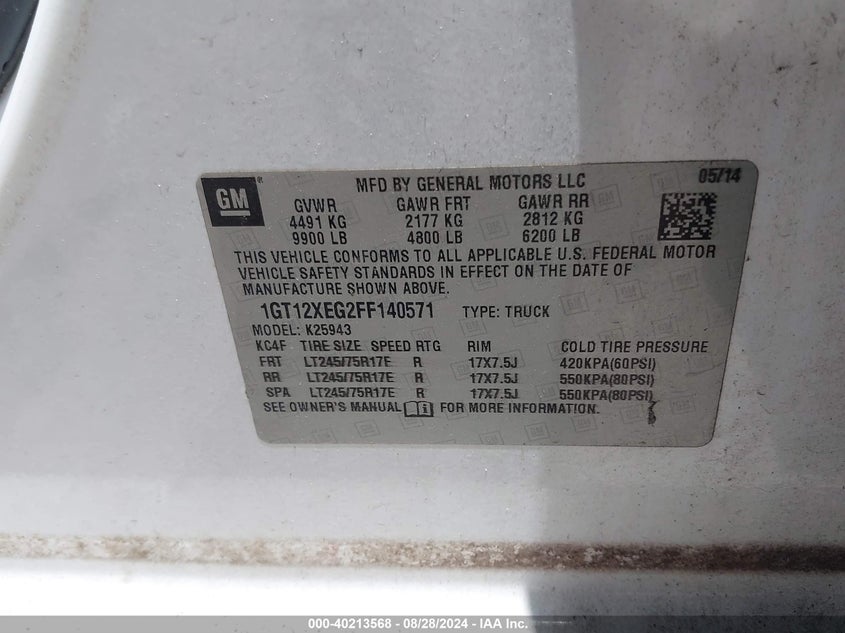 GM ® MFD BY GENERAL MOTORS LLC 05/14
GVWR GAWR FRT GAWR RR
4491 KG 2177 KG 2812 KG
9900 LB 4800 LB 6200 LB
THIS VEHICLE CONFORMS TO ALL APPLICABLE U.S. FEDERAL MOTOR
VEHICLE SAFETY STANDARDS IN EFFECT ON THE DATE OF
MANUFACTURE SHOWN ABOVE.
1GT12XEG2FF140571 TYPE: TRUCK
MODEL: K25943
KC4F TIRE SIZE SPEED RTG RIM COLD TIRE PRESSURE
FRT LT245/75R17E R 17X7.5J 420KPA(60PSI)
RR LT245/75R17E R 17X7.5J 550KPA(80PSI)
SPA LT245/75R17E R 17X7.5J 550KPA(80PSI)
SEE OWNER'S MANUAL FOR MORE INFORMATION.
000-40213568 - 08/28/2024 - IAA Inc.